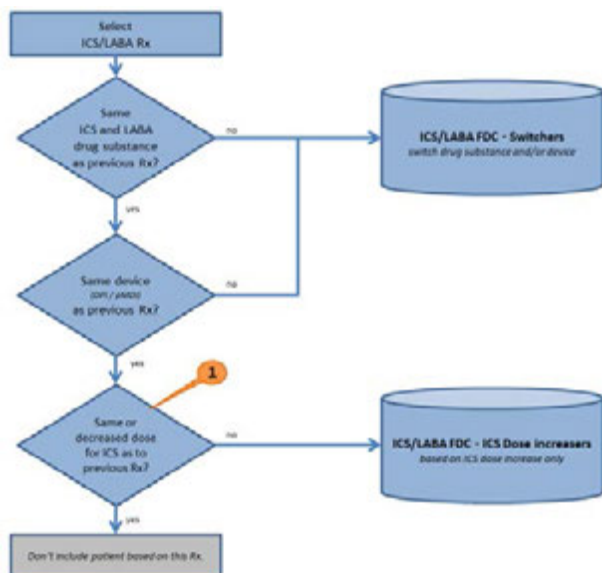 Select
ICS/LABA Rx
Same
ICS and LABA
drug substance
as previous Rx?
no
ICS/LABA FDC - Switchers
switch drug substance and/or device
yes
Same device
(DPI / pMDI)
as previous Rx?
no
yes
1
Same or
decreased dose
for ICS as to
previous Rx?
no
ICS/LABA FDC - ICS Dose increasers
based on ICS dose increase only
yes
Don't include patient based on this Rx.